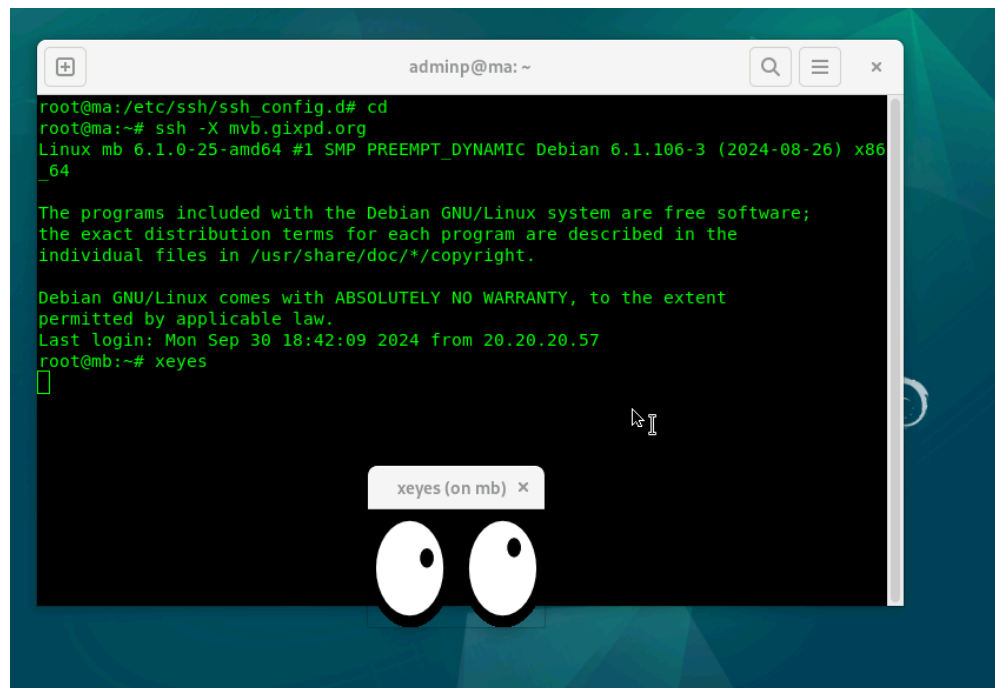 adminp@ma: ~
root@ma:/etc/ssh/ssh_config.d# cd
root@ma:~# ssh -X mvb.gixpd.org
Linux mb 6.1.0-25-amd64 #1 SMP PREEMPT_DYNAMIC Debian 6.1.106-3 (2024-08-26) x86
_64
The programs included with the Debian GNU/Linux system are free software;
the exact distribution terms for each program are described in the
individual files in /usr/share/doc/*/copyright.
Debian GNU/Linux comes with ABSOLUTELY NO WARRANTY, to the extent
permitted by applicable law.
Last login: Mon Sep 30 18:42:09 2024 from 20.20.20.57
root@mb:~# xeyes
xeyes (on mb)